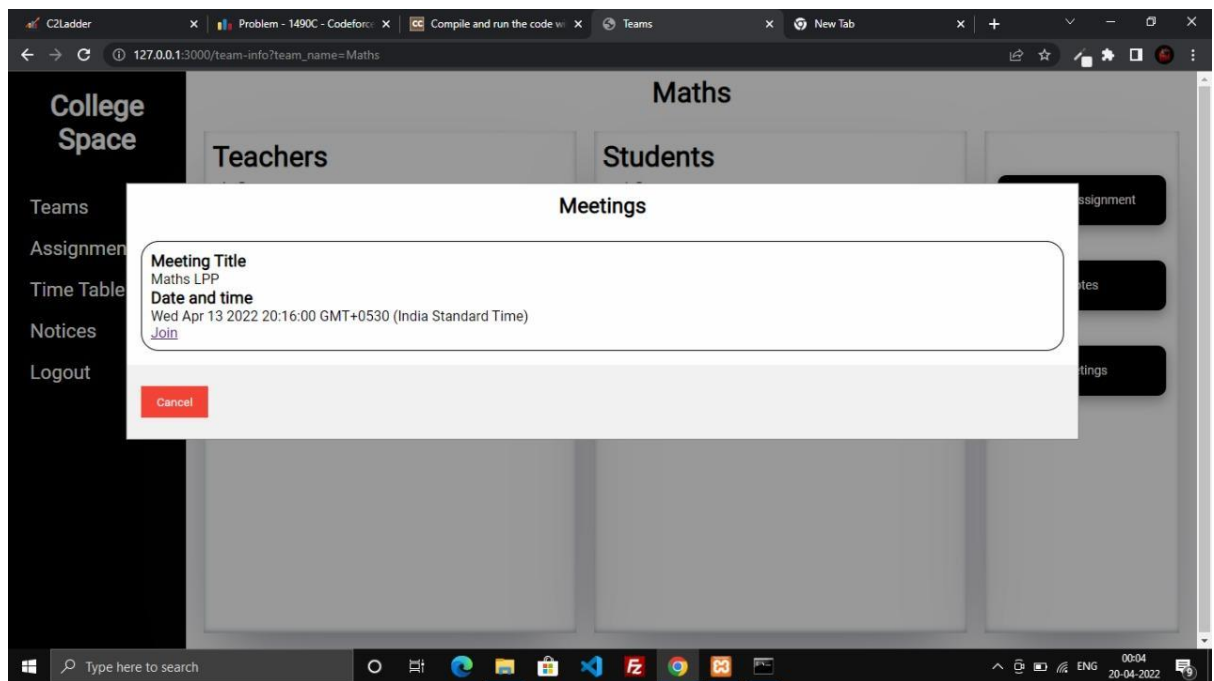 C2Ladder
Problem - 1490C - Codeforc
CC Compile and run the code wi
Teams
New Tab
127.0.0.1:3000/team-info?team_name=Maths
College
Space
Teams
Assignmen
Time Table
Notices
Logout
Maths
Teachers
Students
Meetings
Meeting Title
Maths LPP
Date and time
Wed Apr 13 2022 20:16:00 GMT+0530 (India Standard Time)
Join
Cancel
ssignment
otes
tings
Type here to search
ENG
00:04
20-04-2022